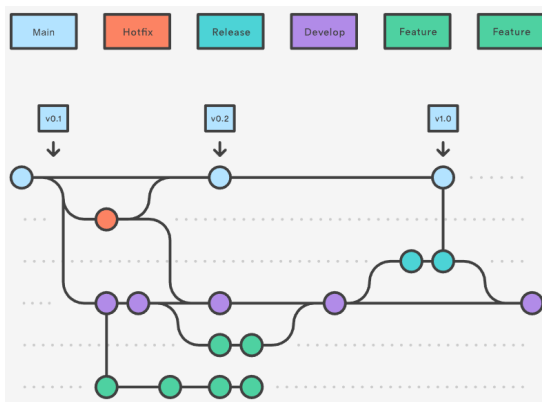 Main
Hotfix
Release
Develop
Feature
Feature
v0.1
v0.2
v1.0